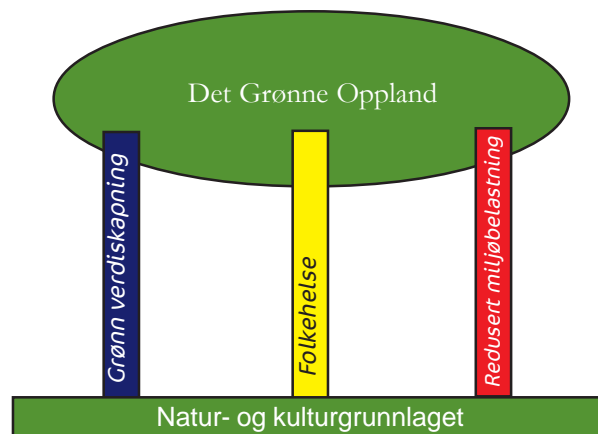 Det Grønne Oppland
Grønn verdiskapning
Folkehelse
Redusert miljøbelastning
Natur- og kulturgrunnlaget